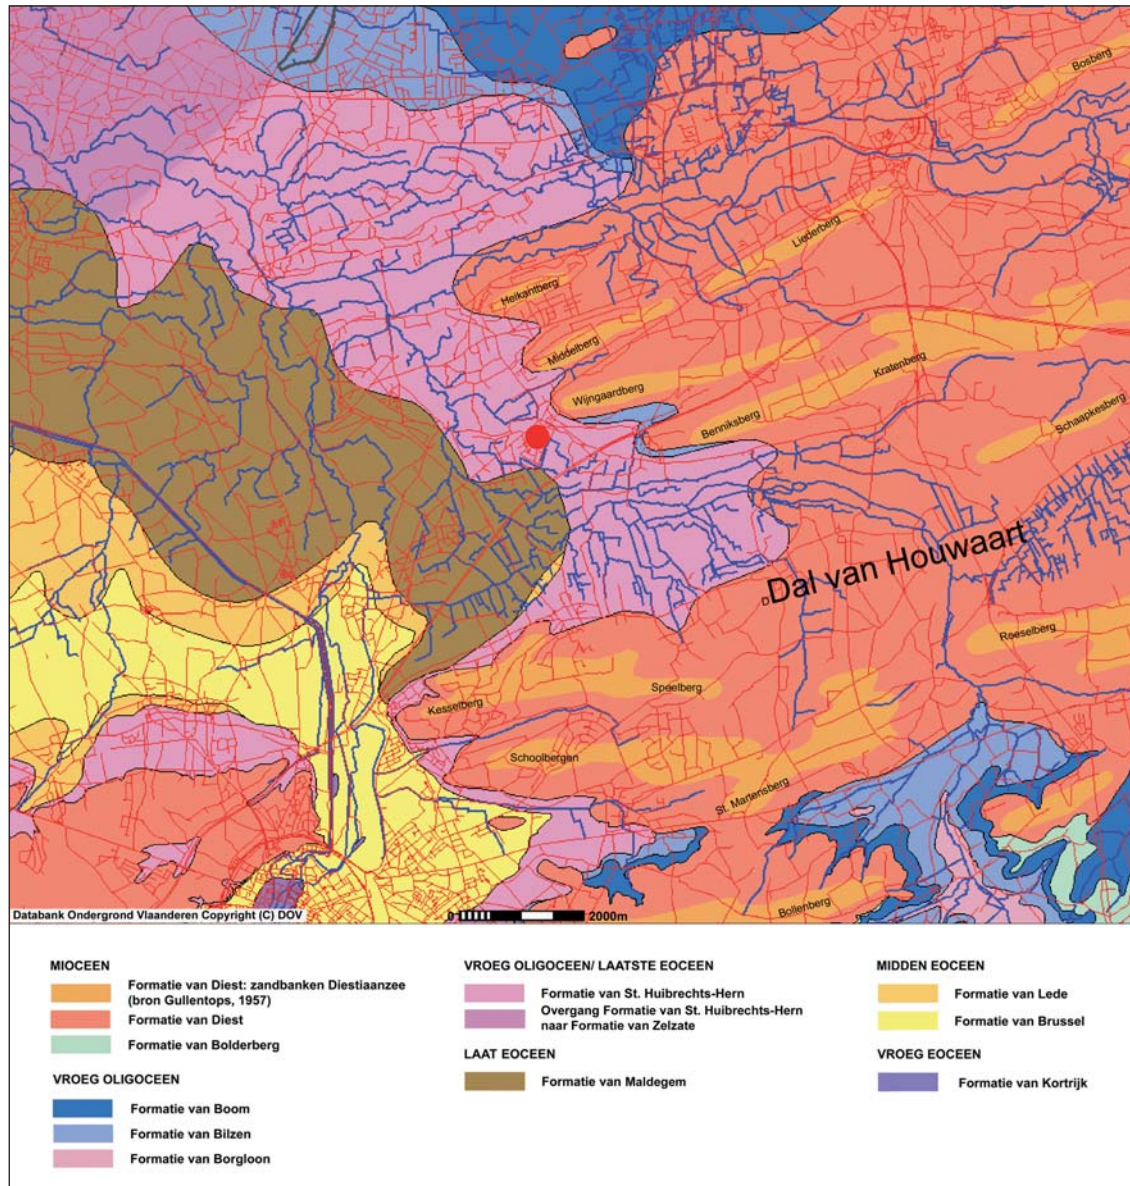 Bosberg
Liederberg
Heikantberg
Middelberg
Wijngaardberg
Kratenberg
Benniksberg
Schaapkesberg
D
Dal van Houwaart
Roeselberg
Speelberg
Kesselberg
Schoolbergen
St. Martensberg
Bollenberg
Databank Ondergrond Vlaanderen Copyright (C) DOV
0 2000m
MIOCEEN
Formatie van Diest: zandbanken Diestiaanzee
(bron Gullentops, 1957)
Formatie van Diest
Formatie van Bolderberg
VROEG OLIGOCEEN
Formatie van Boom
Formatie van Bilzen
Formatie van Borgloon
VROEG OLIGOCEEN/ LAATSTE EOCEEN
Formatie van St. Huibrechts-Hern
Overgang Formatie van St. Huibrechts-Hern
naar Formatie van Zelzate
LAAT EOCEEN
Formatie van Maldegem
MIDDEN EOCEEN
Formatie van Lede
Formatie van Brussel
VROEG EOCEEN
Formatie van Kortrijk